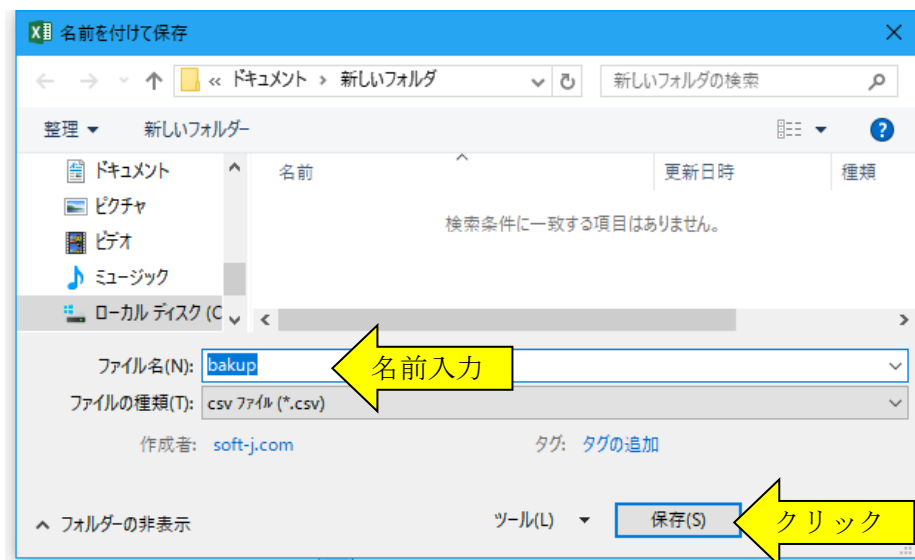 名前を付けて保存
« ドキュメント › 新しいフォルダ
新しいフォルダの検索
整理 新しいフォルダー
ドキュメント
ピクチャ
ビデオ
ミュージック
ローカル ディスク (C
名前 更新日時 種類
検索条件に一致する項目はありません。
ファイル名(N): bakup
名前入力
ファイルの種類(T): csv ファイル (*.csv)
作成者: soft-j.com タグ: タグの追加
フォルダーの非表示 ツール(L) 保存(S)
クリック